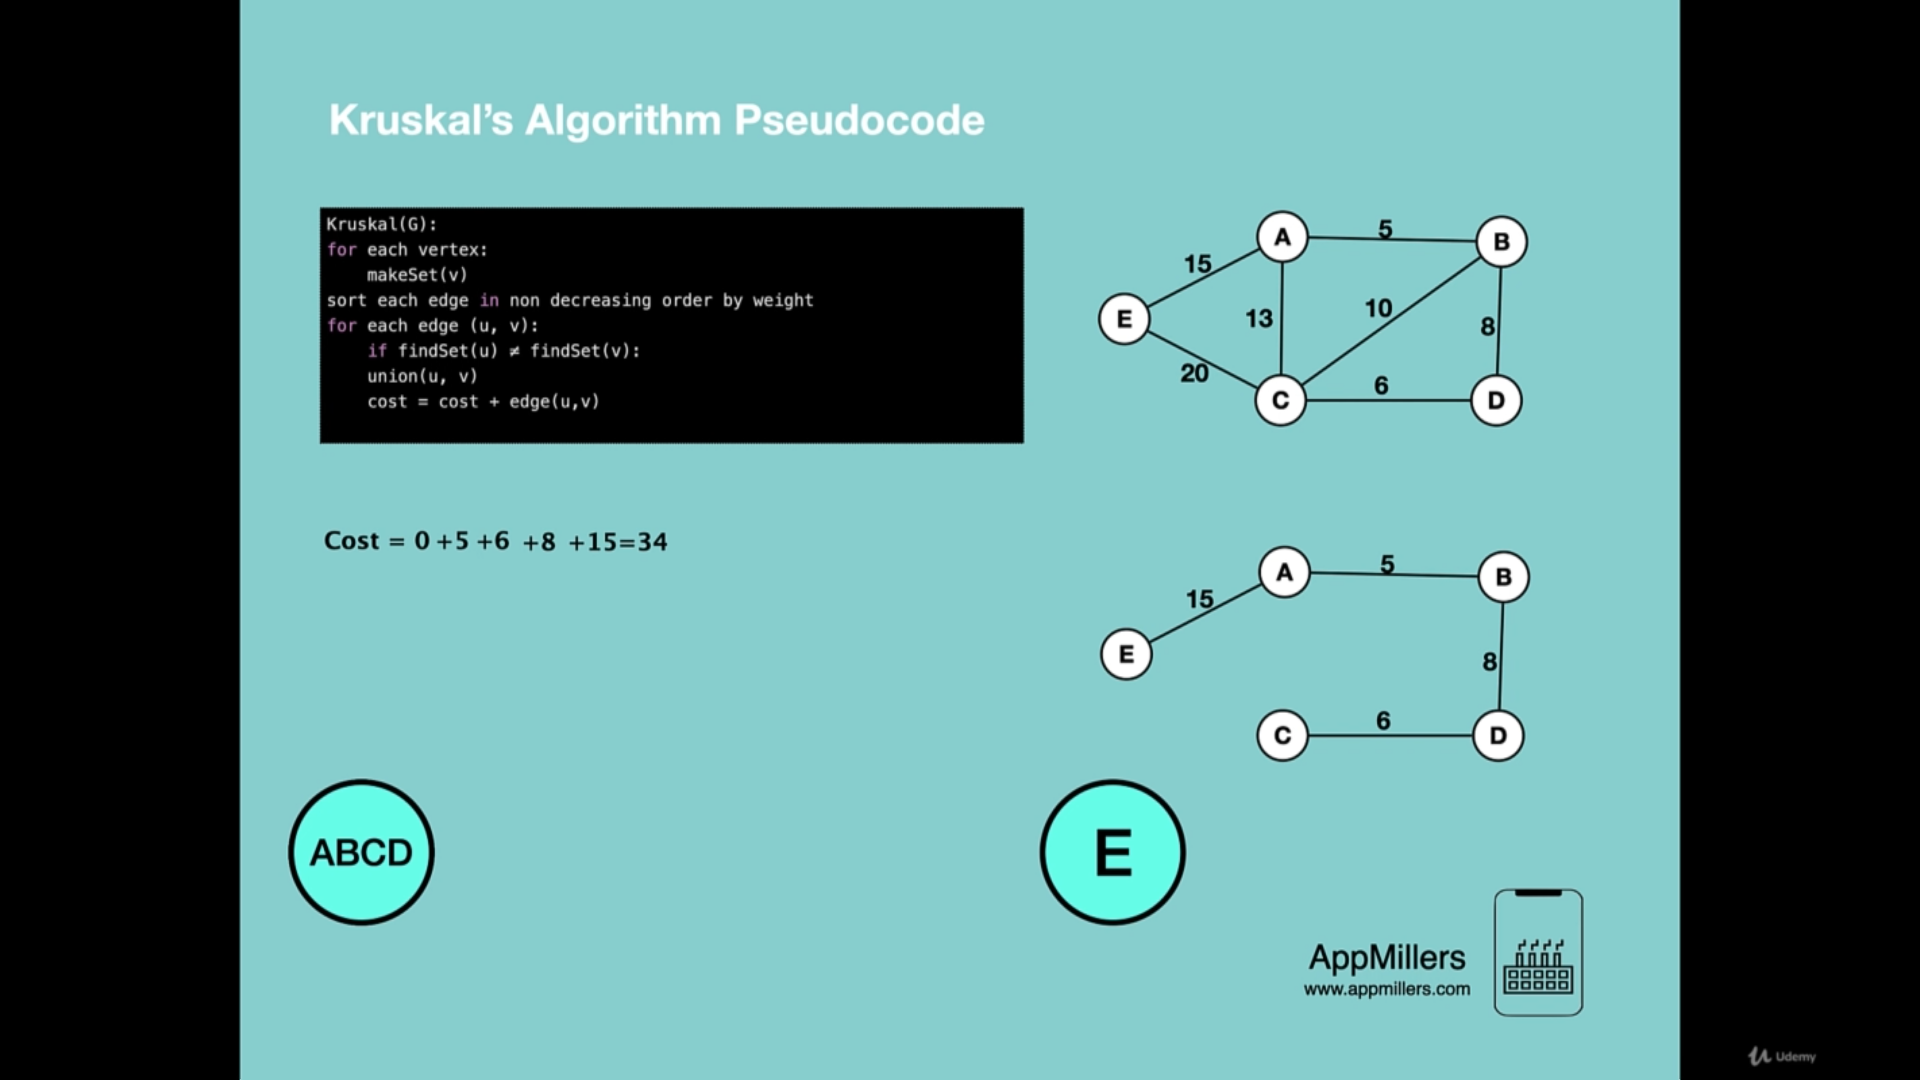 Kruskal's Algorithm Pseudocode
Kruskal(G):
for each vertex:
makeSet(v)
sort each edge in non decreasing order by weight
for each edge (u, v):
if findSet(u) ≠ findSet(v):
union(u, v)
cost = cost + edge(u,v)
A
5
B
15
E
13
10
8
20
C
6
D
Cost = 0 +5 +6 +8 +15=34
A
5
B
15
E
8
C
6
D
ABCD
E
AppMillers
www.appmillers.com
Udemy